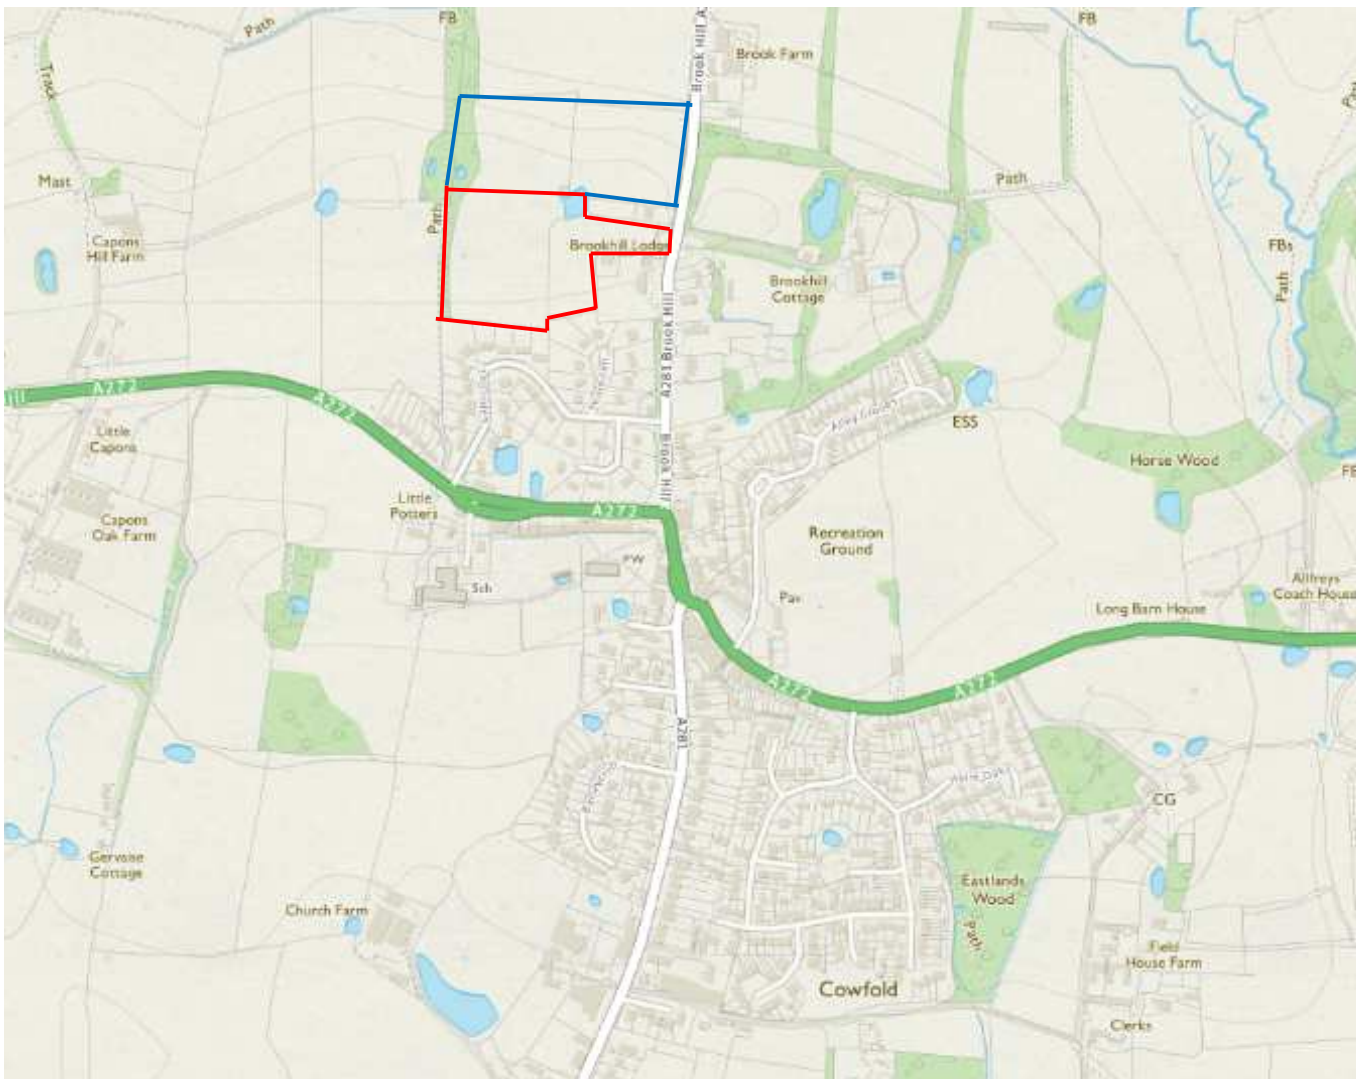 Path
FB
Brook Hill A
FB
Brook Farm
Track
Path
Mast
Path
Path
Capons
Hill Farm
Brookhill Lodge
FBs
Path
Brookhill
Cottage
A281 Brook Hill
A272
A272
Little
Capons
Brook Hill
ESS
Horse Wood
FB
Little
Potters
A272
Capons
Oak Farm
Recreation
Ground
PW
Sch
Pav
Allfreys
Coach House
Long Barn House
A272
A272
A281
CG
Gervaise
Cottage
Eastlands
Wood
Path
Church Farm
Field
House Farm
Cowfold
Clerks